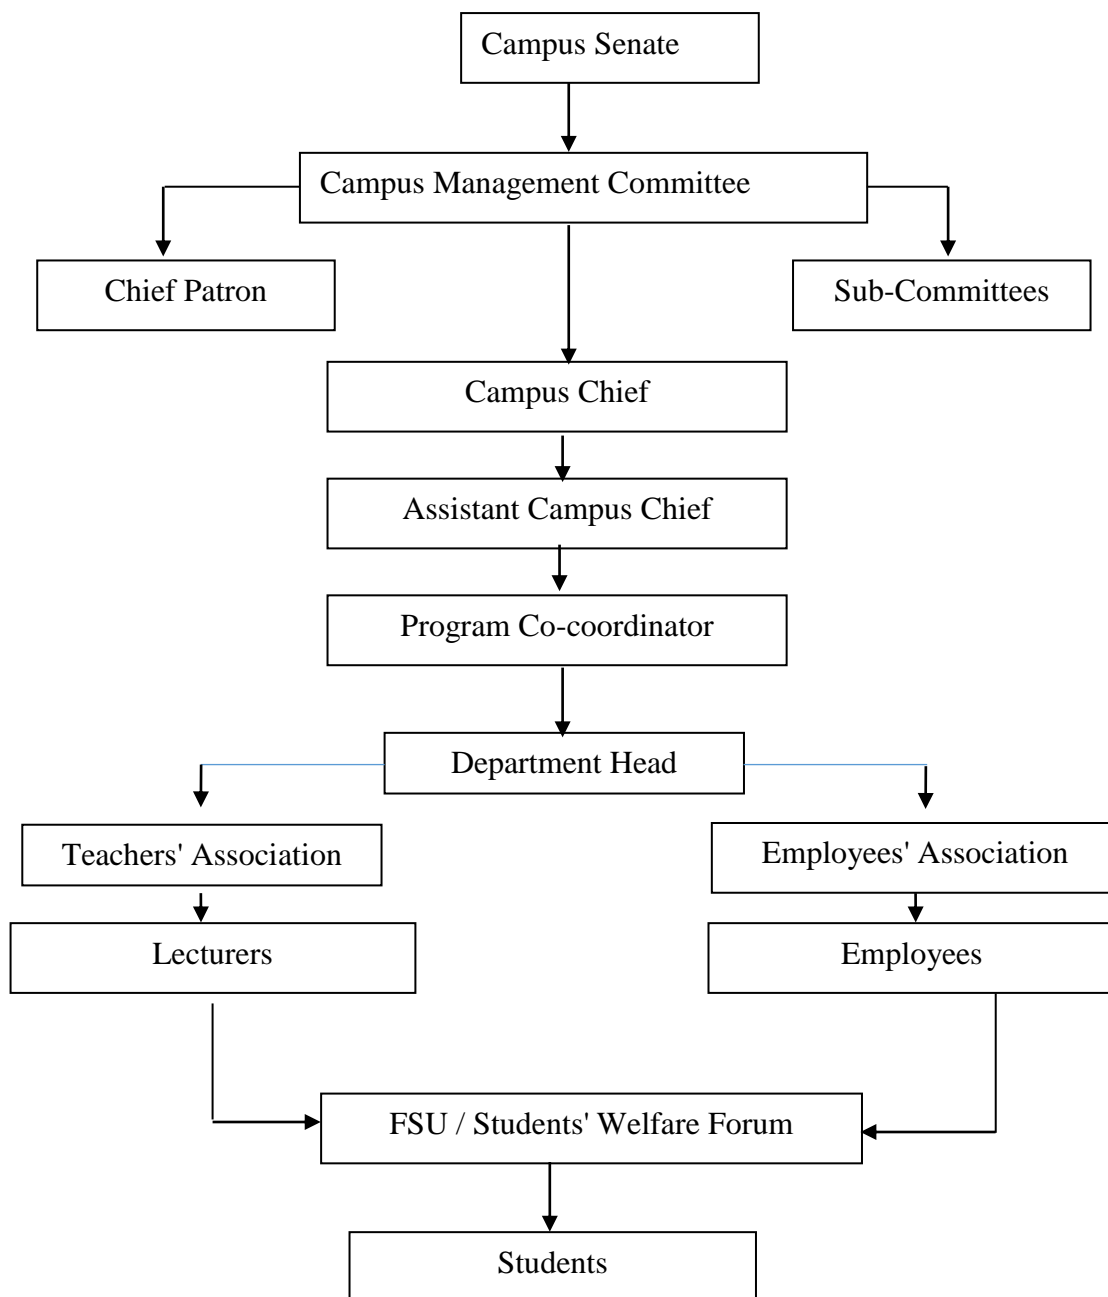 Campus Senate
Campus Management Committee
Chief Patron
Sub-Committees
Campus Chief
Assistant Campus Chief
Program Co-coordinator
Department Head
Teachers' Association
Employees' Association
Lecturers
Employees
FSU / Students' Welfare Forum
Students